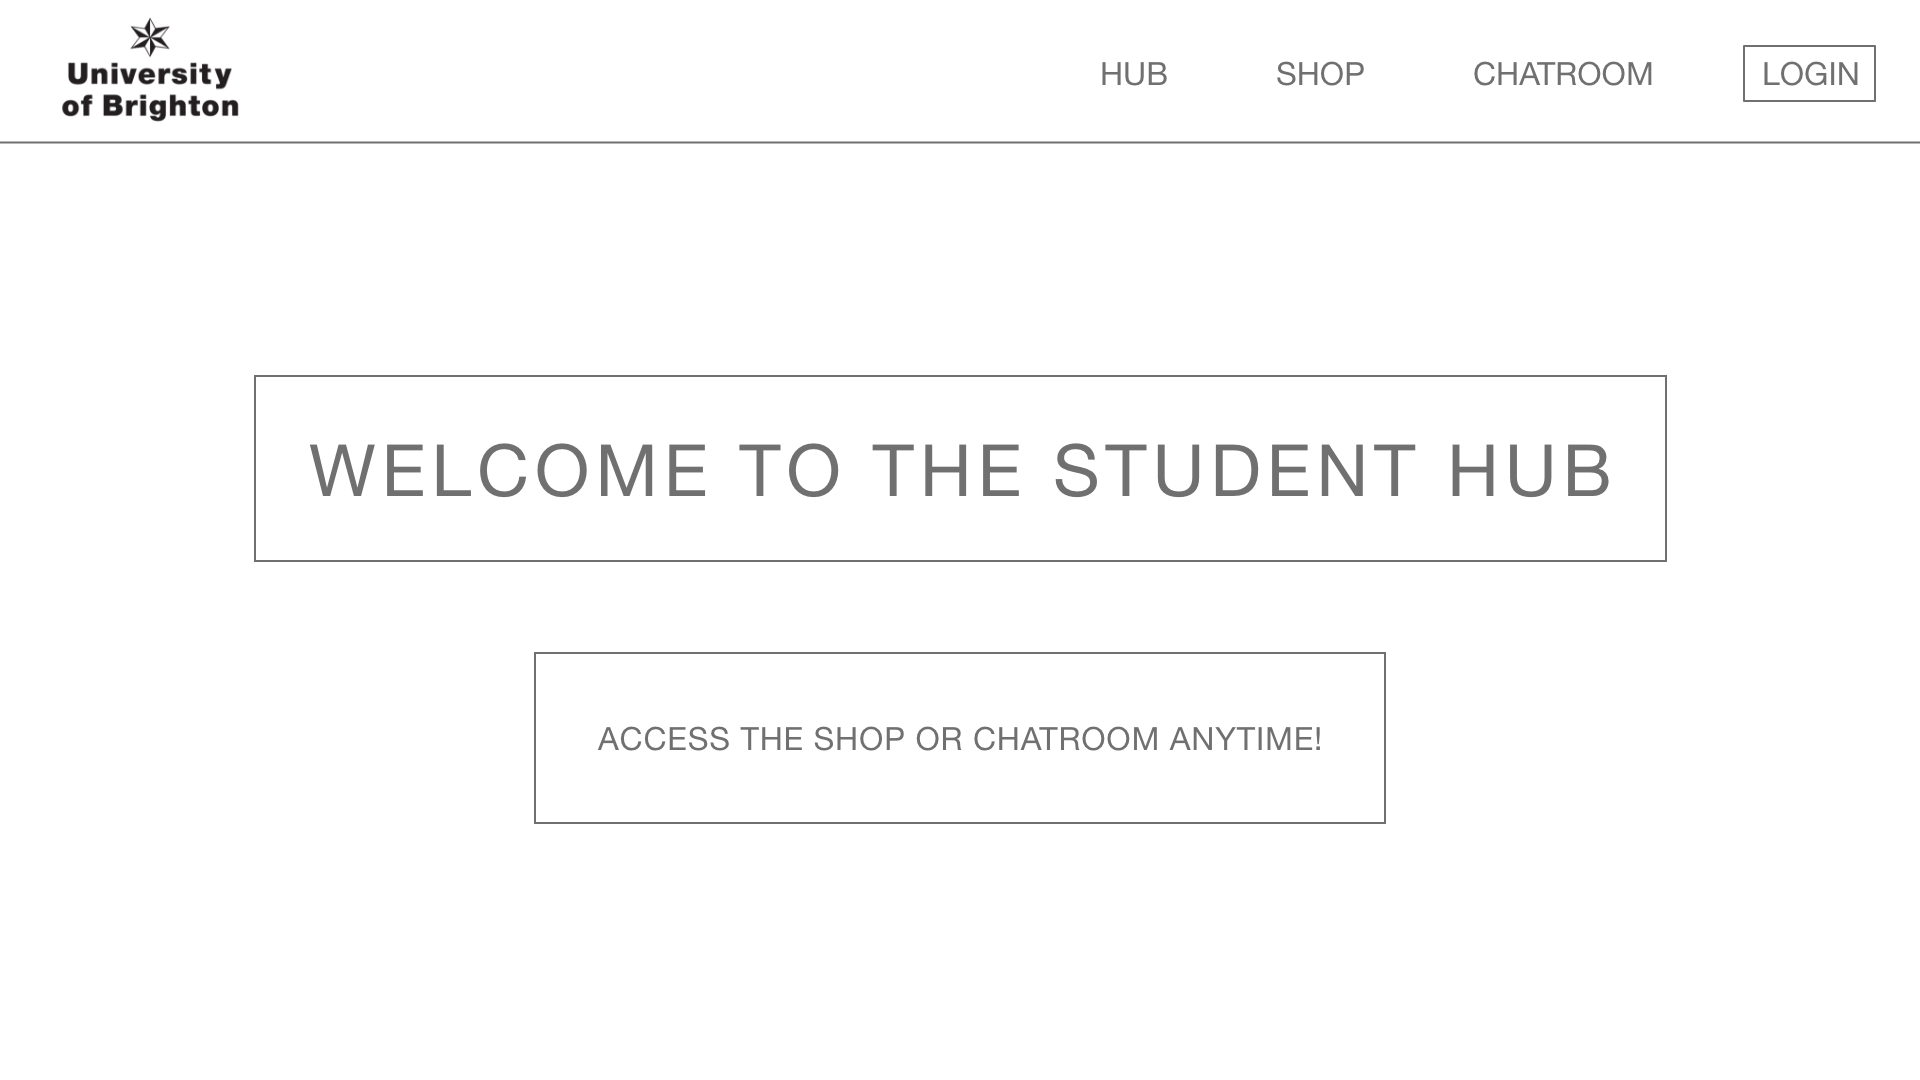 University
of Brighton
HUB
SHOP
CHATROOM
LOGIN
WELCOME TO THE STUDENT HUB
ACCESS THE SHOP OR CHATROOM ANYTIME!